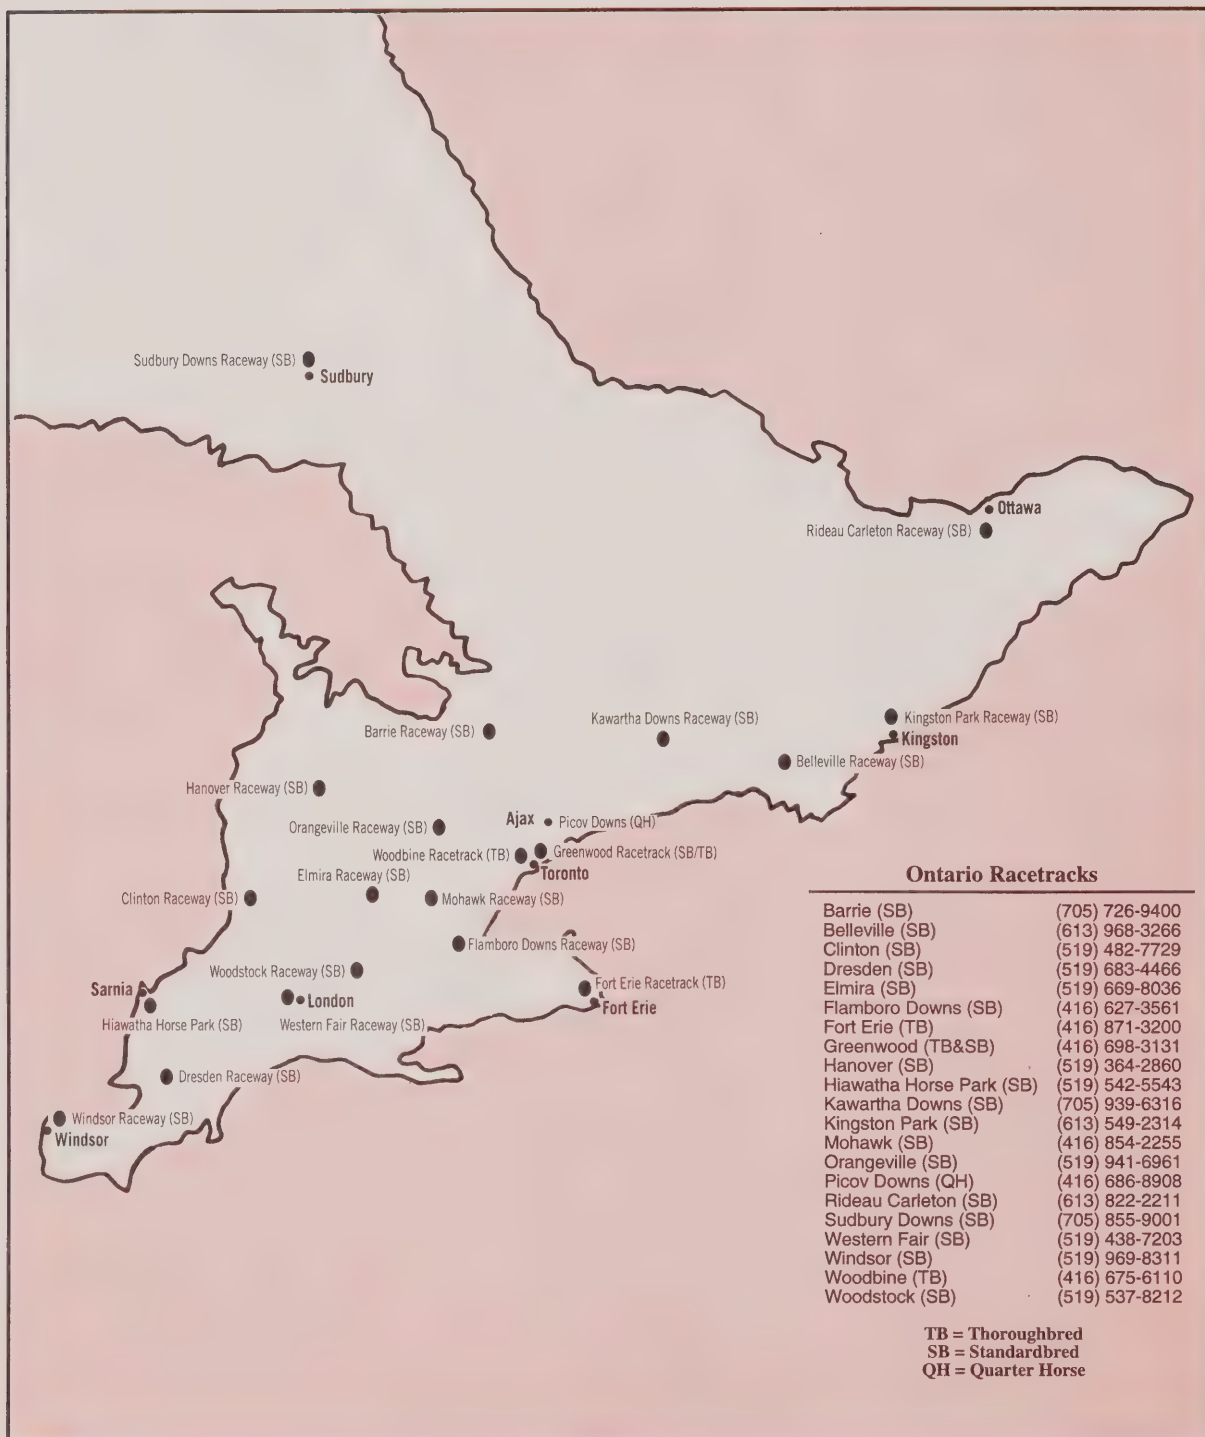 Sudbury Downs Raceway (SB)
Sudbury
Ottawa
Rideau Carleton Raceway (SB)
Barrie Raceway (SB)
Kawartha Downs Raceway (SB)
Kingston Park Raceway (SB)
Kingston
Belleville Raceway (SB)
Hanover Raceway (SB)
Orangeville Raceway (SB)
Ajax
Picov Downs (QH)
Woodbine Racetrack (TB)
Greenwood Racetrack (SB/TB)
Toronto
Elmira Raceway (SB)
Clinton Raceway (SB)
Mohawk Raceway (SB)
Flamboro Downs Raceway (SB)
Woodstock Raceway (SB)
Sarnia
London
Fort Erie Racetrack (TB)
Fort Erie
Hiawatha Horse Park (SB)
Western Fair Raceway (SB)
Dresden Raceway (SB)
Windsor Raceway (SB)
Windsor
Ontario Racetracks
Barrie (SB) (705) 726-9400
Belleville (SB) (613) 968-3266
Clinton (SB) (519) 482-7729
Dresden (SB) (519) 683-4466
Elmira (SB) (519) 669-8036
Flamboro Downs (SB) (416) 627-3561
Fort Erie (TB) (416) 871-3200
Greenwood (TB&SB) (416) 698-3131
Hanover (SB) (519) 364-2860
Hiawatha Horse Park (SB) (519) 542-5543
Kawartha Downs (SB) (705) 939-6316
Kingston Park (SB) (613) 549-2314
Mohawk (SB) (416) 854-2255
Orangeville (SB) (519) 941-6961
Picov Downs (QH) (416) 686-8908
Rideau Carleton (SB) (613) 822-2211
Sudbury Downs (SB) (705) 855-9001
Western Fair (SB) (519) 438-7203
Windsor (SB) (519) 969-8311
Woodbine (TB) (416) 675-6110
Woodstock (SB) (519) 537-8212
TB = Thoroughbred
SB = Standardbred
QH = Quarter Horse